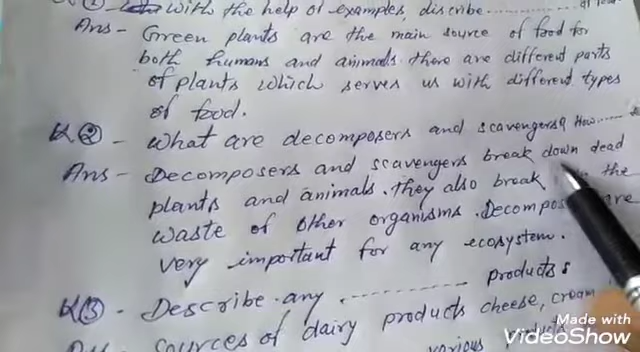 with the help of examples, discribe.............
Ans - Green plants are the main source of food for
both humans and animals. there are different parts
of plants which serves us with different types
of food.
Q② - What are decomposers and scavengers? How......
Ans - Decomposers and scavengers break down dead
plants and animals. they also break the
waste of other organisms. Decompos are
very important for any ecosystem.
Q③ - Describe any ............ products:
Ans - sources of dairy products cheese, cream
various
Made with
VideoShow